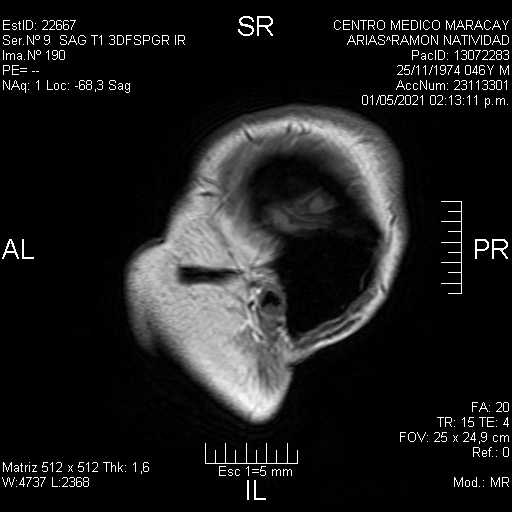 EstID: 22667
Ser.Nº 9 SAG T1 3DFSPGR IR
Ima.Nº 190
PE= --
NAq: 1 Loc: -68,3 Sag
SR
CENTRO MEDICO MARACAY
ARIAS^RAMON NATIVIDAD
PacID: 13072283
25/11/1974 046Y M
AccNum: 23113301
01/05/2021 02:13:11 p.m.
AL
PR
Matriz 512 x 512 Thk: 1,6
W:4737 L:2368
Esc 1=5 mm
IL
FA: 20
TR: 15 TE: 4
FOV: 25 x 24,9 cm
Ref.: 0
Mod.: MR